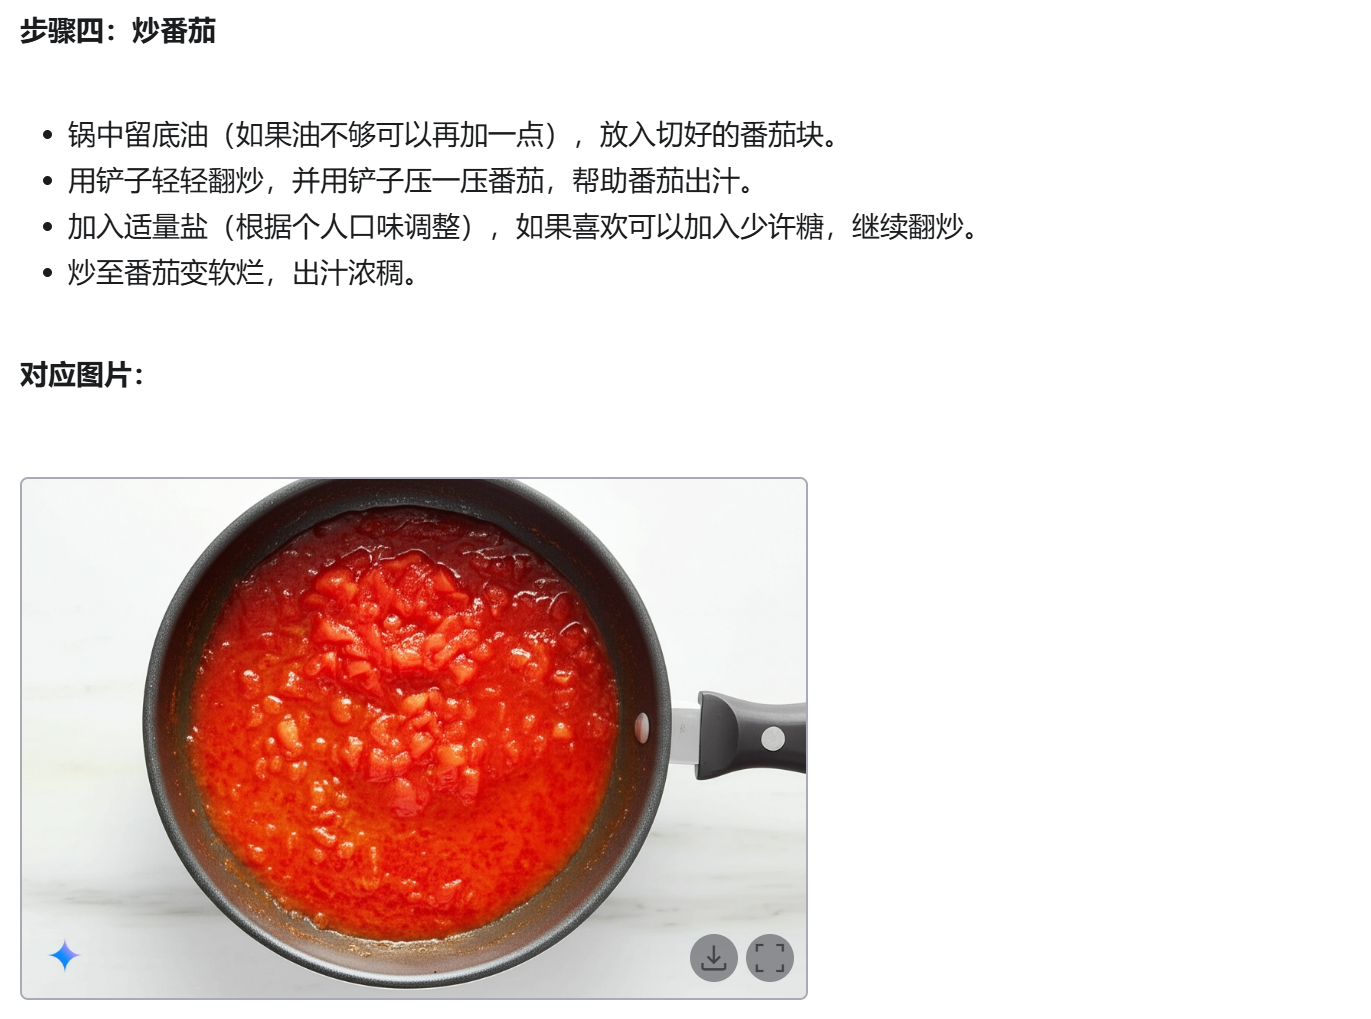 步骤四：炒番茄
锅中留底油（如果油不够可以再加一点），放入切好的番茄块。
用铲子轻轻翻炒，并用铲子压一压番茄，帮助番茄出汁。
加入适量盐（根据个人口味调整），如果喜欢可以加入少许糖，继续翻炒。
炒至番茄变软烂，出汁浓稠。
对应图片：